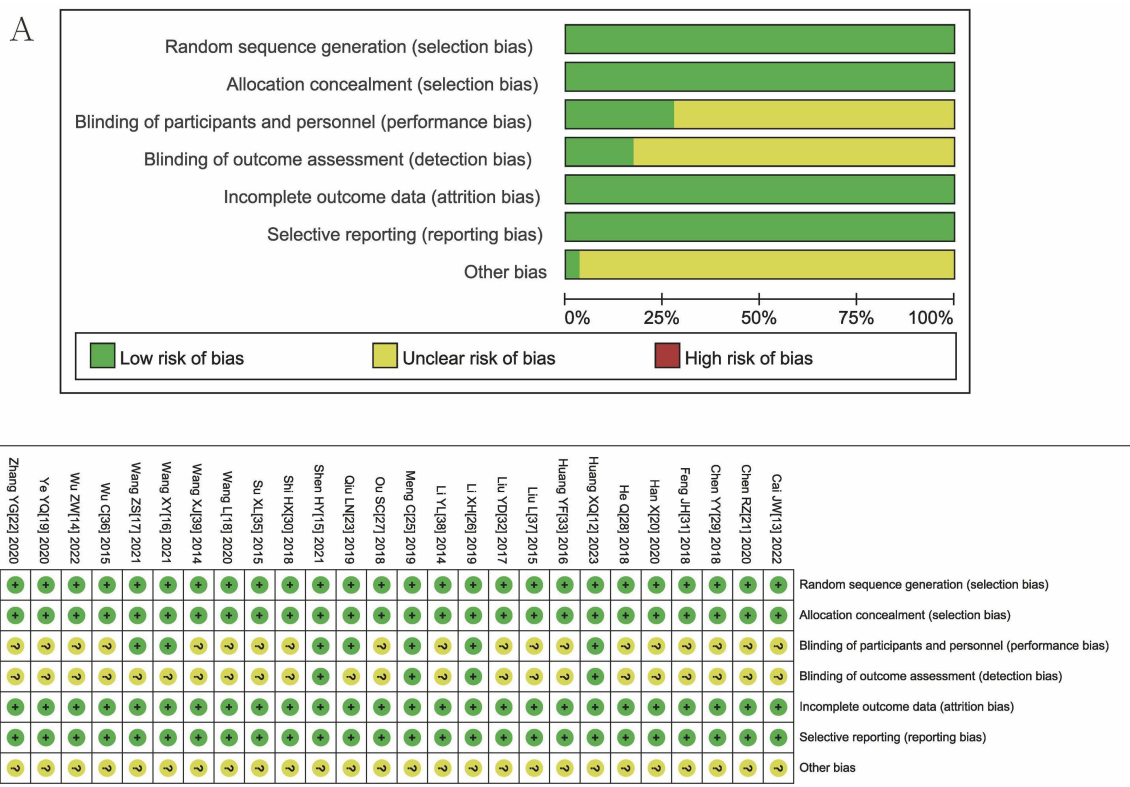 A
Random sequence generation (selection bias)
Allocation concealment (selection bias)
Blinding of participants and personnel (performance bias)
Blinding of outcome assessment (detection bias)
Incomplete outcome data (attrition bias)
Selective reporting (reporting bias)
Other bias
0% 25% 50% 75% 100%
Low risk of bias Unclear risk of bias High risk of bias
Zhang YG[22] 2020
Ye YQ[19] 2020
Wu ZW[14] 2022
Wu C[36] 2015
Wang ZS[17] 2021
Wang XY[16] 2021
Wang XJ[39] 2014
Wang L[18] 2020
Su XL[35] 2015
Shi HX[30] 2018
Shen HY[15] 2021
Qiu LN[23] 2019
Ou SC[27] 2018
Meng C[25] 2019
Li YL[38] 2014
Li XH[26] 2019
Liu YD[32] 2017
Liu L[37] 2015
Huang YF[33] 2016
Huang XQ[12] 2023
He Q[28] 2018
Han X[20] 2020
Feng JH[31] 2018
Chen YY[29] 2018
Chen RZ[21] 2020
Cai JW[13] 2022
+ + + + + + + + + + + + + + + + + + + + + + + + + + Random sequence generation (selection bias)
+ + + + + + + + + + + + + + + + + + + + + + + + + + Allocation concealment (selection bias)
? ? ? ? + + ? ? ? ? + + ? + ? + ? ? ? + ? ? ? ? ? ? Blinding of participants and personnel (performance bias)
? ? ? ? ? ? ? ? ? ? + ? ? + ? + ? ? ? + ? ? ? ? ? ? Blinding of outcome assessment (detection bias)
+ + + + + + + + + + + + + + + + + + + + + + + + + + Incomplete outcome data (attrition bias)
+ + + + + + + + + + + + + + + + + + + + + + + + + + Selective reporting (reporting bias)
? ? ? ? ? ? ? ? ? ? ? ? ? ? ? ? ? ? ? ? ? ? ? ? ? ? Other bias